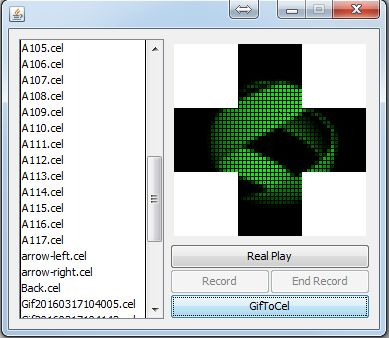 A105.cel
A106.cel
A107.cel
A108.cel
A109.cel
A110.cel
A111.cel
A112.cel
A113.cel
A114.cel
A115.cel
A116.cel
A117.cel
arrow-left.cel
arrow-right.cel
Back.cel
Gif20160317104005.cel
Real Play
Record
End Record
GifToCel